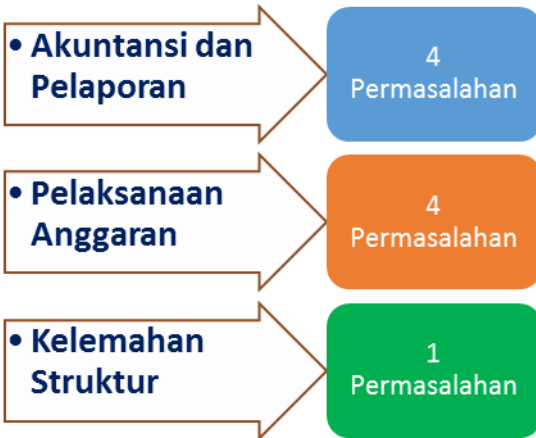 • Akuntansi dan
Pelaporan
4
Permasalahan
• Pelaksanaan
Anggaran
4
Permasalahan
• Kelemahan
Struktur
1
Permasalahan